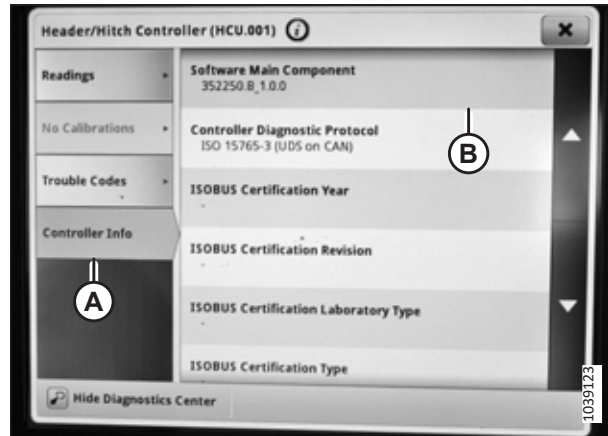 Header/Hitch Controller (HCU.001)
Readings
No Calibrations
Trouble Codes
Controller Info
Software Main Component
352250.B_1.0.0
Controller Diagnostic Protocol
ISO 15765-3 (UDS on CAN)
ISOBUS Certification Year
-
ISOBUS Certification Revision
-
ISOBUS Certification Laboratory Type
-
ISOBUS Certification Type
Hide Diagnostics Center
A
B
1039123